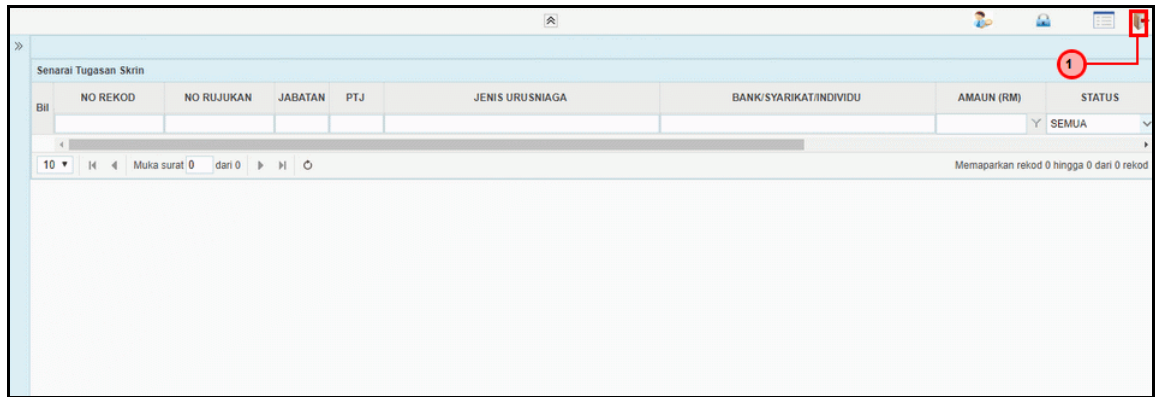 1
Senarai Tugasan Skrin
Bil NO REKOD NO RUJUKAN JABATAN PTJ JENIS URUSNIAGA BANK/SYARIKAT/INDIVIDU AMAUN (RM) STATUS
SEMUA
10 Muka surat 0 dari 0 Memaparkan rekod 0 hingga 0 dari 0 rekod